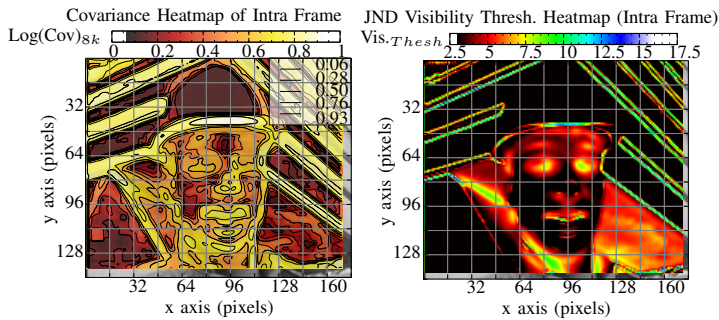 Covariance Heatmap of Intra Frame
Log(Cov)8k
0 0.2 0.4 0.6 0.8 1
0.06
0.28
0.50
0.76
0.93
32
64
96
128
y axis (pixels)
32 64 96 128 160
x axis (pixels)
JND Visibility Thresh. Heatmap (Intra Frame)
Vis.Thesh
2.5 5 7.5 10 12.5 15 17.5
32
64
96
128
y axis (pixels)
32 64 96 128 160
x axis (pixels)